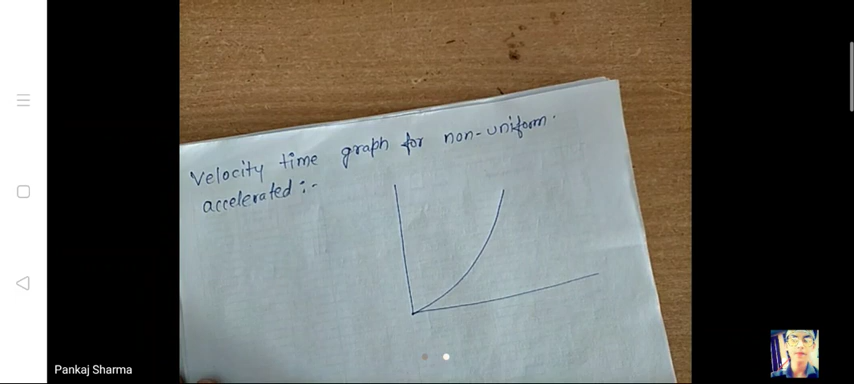 Velocity time graph for non-uniform.
accelerated :-
Pankaj Sharma